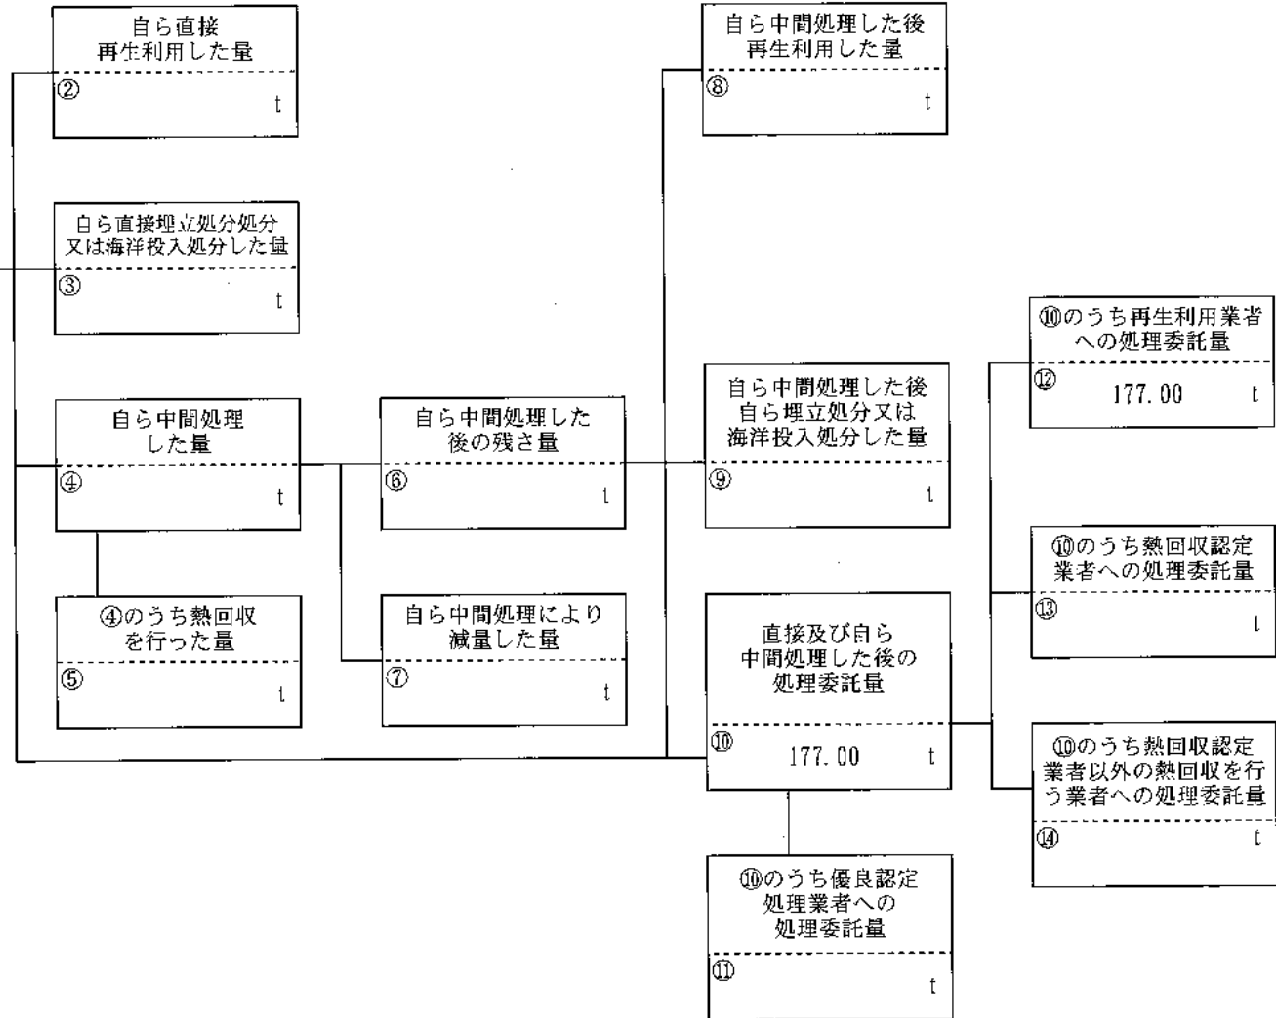 自ら直接
再生利用した量
②
t
自ら中間処理した後
再生利用した量
⑧
t
自ら直接埋立処分処分
又は海洋投入処分した量
③
t
⑩のうち再生利用業者
への処理委託量
⑫
177.00 t
自ら中間処理
した量
④
t
自ら中間処理した
後の残さ量
⑥
t
自ら中間処理した後
自ら埋立処分又は
海洋投入処分した量
⑨
t
⑩のうち熱回収認定
業者への処理委託量
⑬
t
④のうち熱回収
を行った量
⑤
t
自ら中間処理により
減量した量
⑦
t
直接及び自ら
中間処理した後の
処理委託量
⑩
177.00 t
⑩のうち熱回収認定
業者以外の熱回収を行
う業者への処理委託量
⑭
t
⑩のうち優良認定
処理業者への
処理委託量
⑪
t